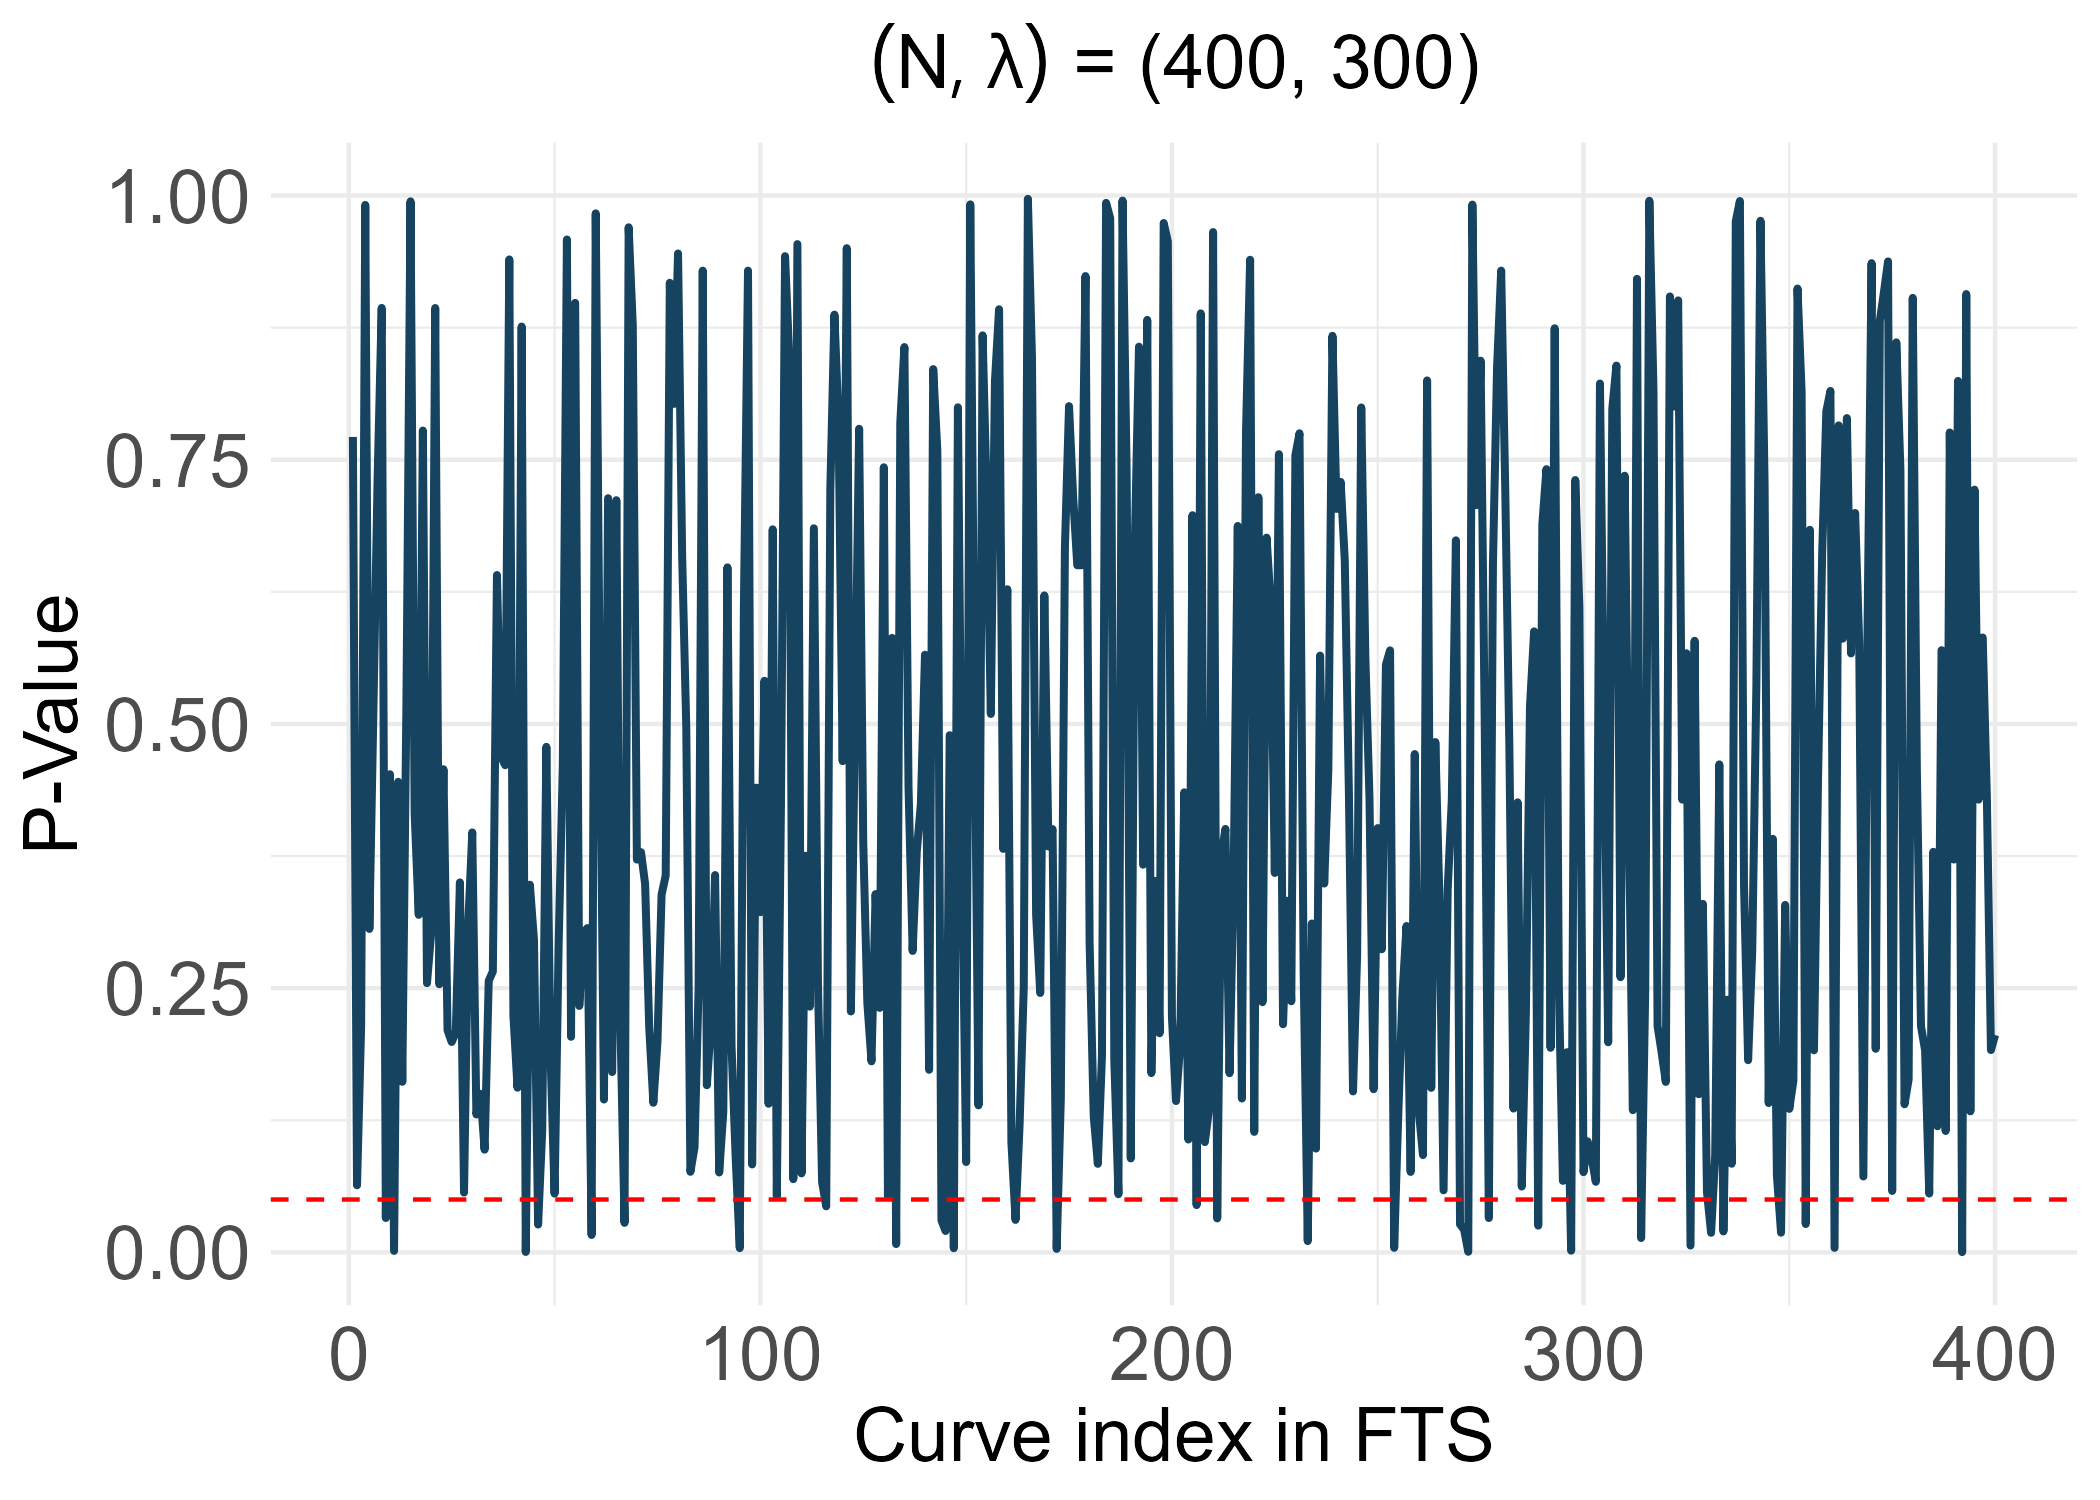 (N, λ) = (400, 300)
1.00
0.75
0.50
0.25
0.00
P-Value
0 100 200 300 400
Curve index in FTS